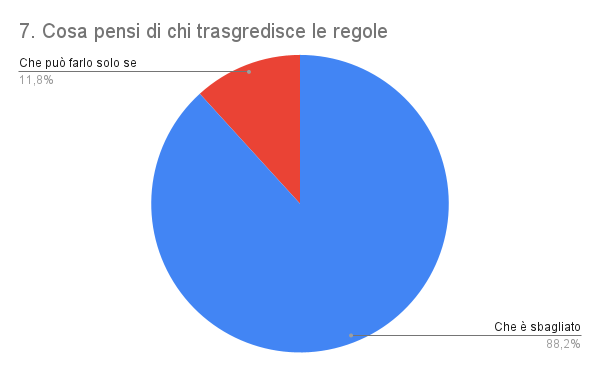 7. Cosa pensi di chi trasgredisce le regole
Che può farlo solo se
11,8%
Che è sbagliato
88,2%